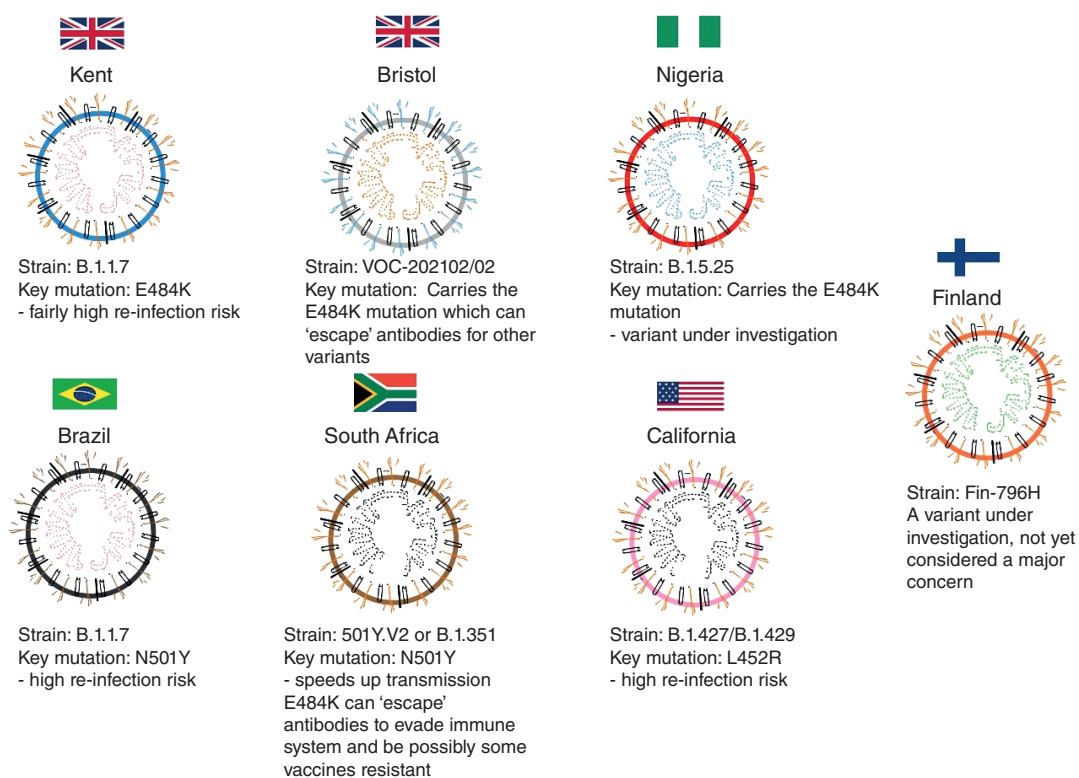 Kent
Strain: B.1.1.7
Key mutation: E484K
- fairly high re-infection risk
Bristol
Strain: VOC-202102/02
Key mutation:  Carries the
E484K mutation which can
‘escape’ antibodies for other
variants
Nigeria
Strain: B.1.5.25
Key mutation: Carries the E484K
mutation
- variant under investigation
Finland
Strain: Fin-796H
A variant under
investigation, not yet
considered a major
concern
Brazil
Strain: B.1.1.7
Key mutation: N501Y
- high re-infection risk
South Africa
Strain: 501Y.V2 or B.1.351
Key mutation: N501Y
- speeds up transmission
E484K can ‘escape’
antibodies to evade immune
system and be possibly some
vaccines resistant
California
Strain: B.1.427/B.1.429
Key mutation: L452R
- high re-infection risk